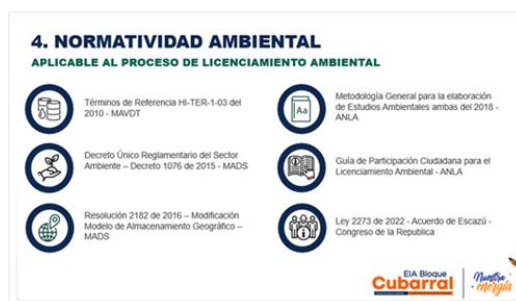 4. NORMATIVIDAD AMBIENTAL
APLICABLE AL PROCESO DE LICENCIAMIENTO AMBIENTAL
Términos de Referencia HI-TER-1-03 del
2010 - MAVDT
Decreto Único Reglamentario del Sector
Ambiente – Decreto 1076 de 2015 - MADS
Resolución 2182 de 2016 – Modificación
Modelo de Almacenamiento Geográfico –
MADS
Aa
Metodología General para la elaboración
de Estudios Ambientales ambas del 2018 -
ANLA
Guía de Participación Ciudadana para el
Licenciamiento Ambiental - ANLA
Ley 2273 de 2022 - Acuerdo de Escazú -
Congreso de la Republica
EIA Bloque
Cubarral
Nuestra
energía